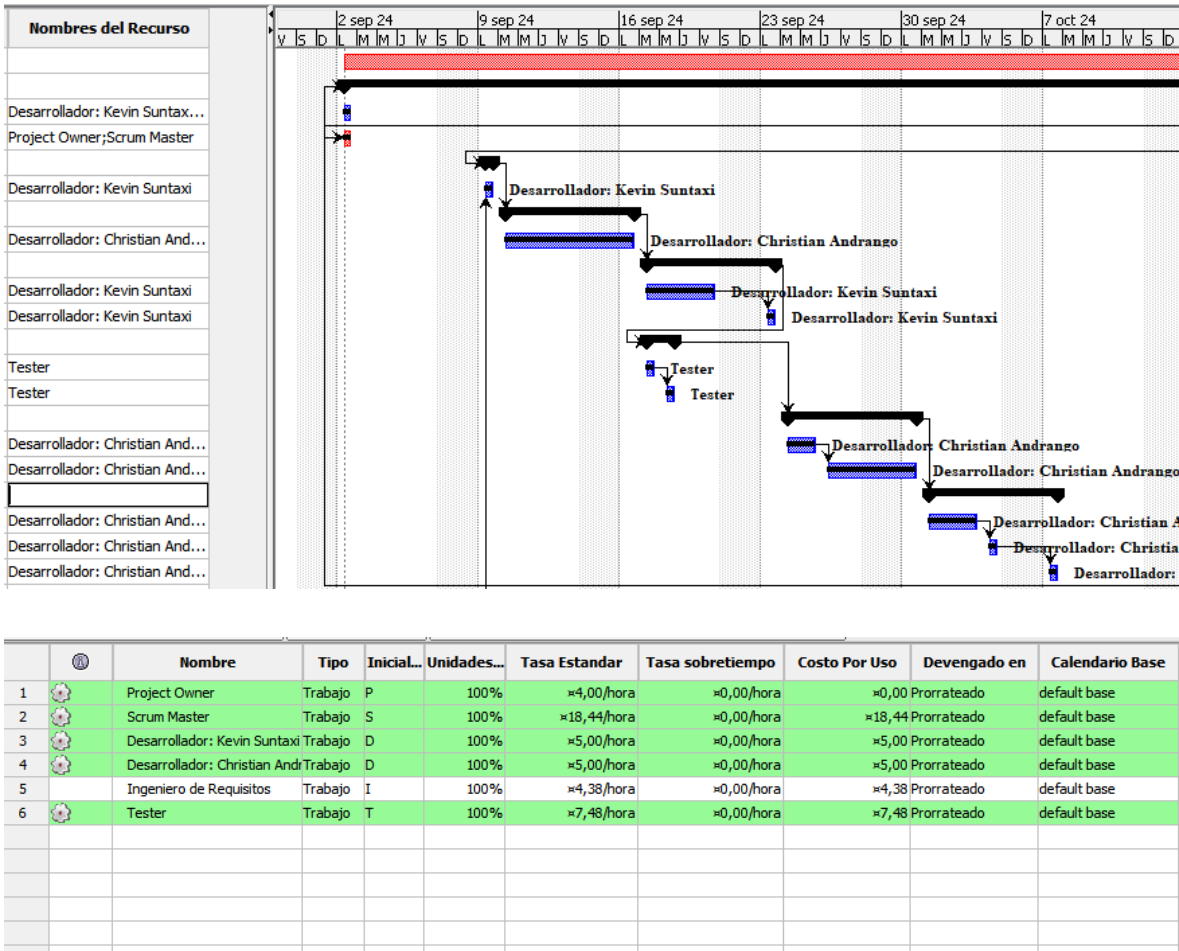 Nombres del Recurso
2 sep 24 9 sep 24 16 sep 24 23 sep 24 30 sep 24 7 oct 24
V S D L M M J V S D L M M J V S D L M M J V S D L M M J V S D L M M J V S D L M M J V S D
Desarrollador: Kevin Suntax...
Project Owner;Scrum Master
Desarrollador: Kevin Suntaxi Desarrollador: Kevin Suntaxi
Desarrollador: Christian And... Desarrollador: Christian Andrango
Desarrollador: Kevin Suntaxi Desarrollador: Kevin Suntaxi
Desarrollador: Kevin Suntaxi Desarrollador: Kevin Suntaxi
Tester Tester
Tester Tester
Desarrollador: Christian And... Desarrollador: Christian Andrango
Desarrollador: Christian And... Desarrollador: Christian Andrango
Desarrollador: Christian And... Desarrollador: Christian A
Desarrollador: Christian And... Desarrollador: Christia
Desarrollador: Christian And... Desarrollador:
Nombre Tipo Inicial... Unidades... Tasa Estandar Tasa sobretiempo Costo Por Uso Devengado en Calendario Base
1 Project Owner Trabajo P 100% ¤4,00/hora ¤0,00/hora ¤0,00 Prorrateado default base
2 Scrum Master Trabajo S 100% ¤18,44/hora ¤0,00/hora ¤18,44 Prorrateado default base
3 Desarrollador: Kevin Suntaxi Trabajo D 100% ¤5,00/hora ¤0,00/hora ¤5,00 Prorrateado default base
4 Desarrollador: Christian Andr Trabajo D 100% ¤5,00/hora ¤0,00/hora ¤5,00 Prorrateado default base
5 Ingeniero de Requisitos Trabajo I 100% ¤4,38/hora ¤0,00/hora ¤4,38 Prorrateado default base
6 Tester Trabajo T 100% ¤7,48/hora ¤0,00/hora ¤7,48 Prorrateado default base